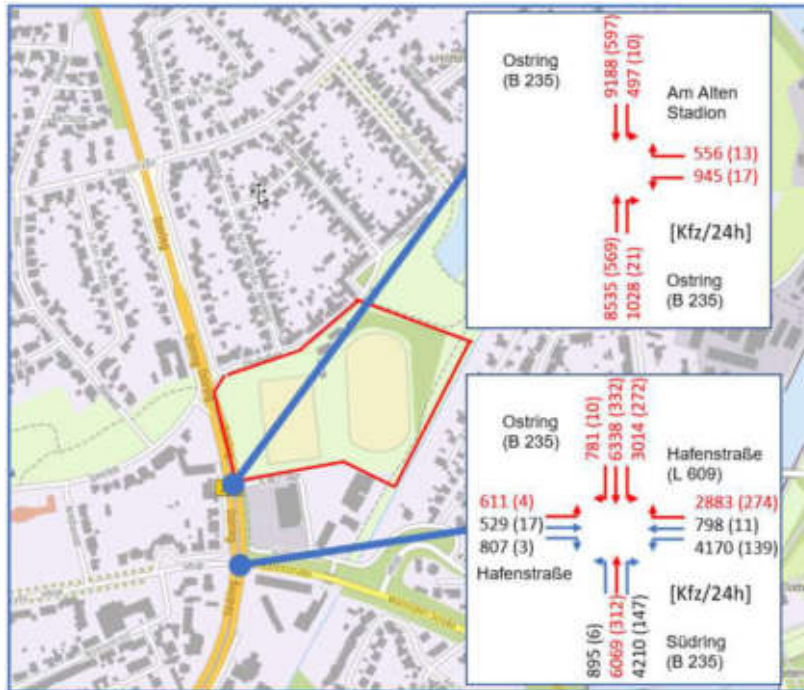 Ostring
(B 235)
9188 (597)
497 (10)
Am Alten
Stadion
556 (13)
945 (17)
[Kfz/24h]
8535 (569)
1028 (21)
Ostring
(B 235)
Ostring
(B 235)
781 (10)
6338 (332)
3014 (272)
Hafenstraße
(L 609)
611 (4)
2883 (274)
529 (17)
798 (11)
807 (3)
4170 (139)
Hafenstraße
[Kfz/24h]
895 (6)
6069 (312)
4210 (147)
Südring
(B 235)